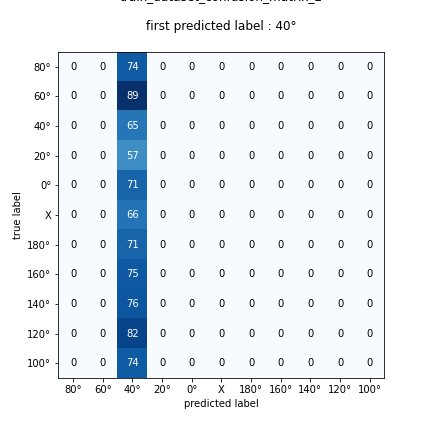 first predicted label : 40°
80° 0 0 74 0 0 0 0 0 0 0 0
60° 0 0 89 0 0 0 0 0 0 0 0
40° 0 0 65 0 0 0 0 0 0 0 0
20° 0 0 57 0 0 0 0 0 0 0 0
0° 0 0 71 0 0 0 0 0 0 0 0
X 0 0 66 0 0 0 0 0 0 0 0
180° 0 0 71 0 0 0 0 0 0 0 0
160° 0 0 75 0 0 0 0 0 0 0 0
140° 0 0 76 0 0 0 0 0 0 0 0
120° 0 0 82 0 0 0 0 0 0 0 0
100° 0 0 74 0 0 0 0 0 0 0 0
true label
80° 60° 40° 20° 0° X 180° 160° 140° 120° 100°
predicted label